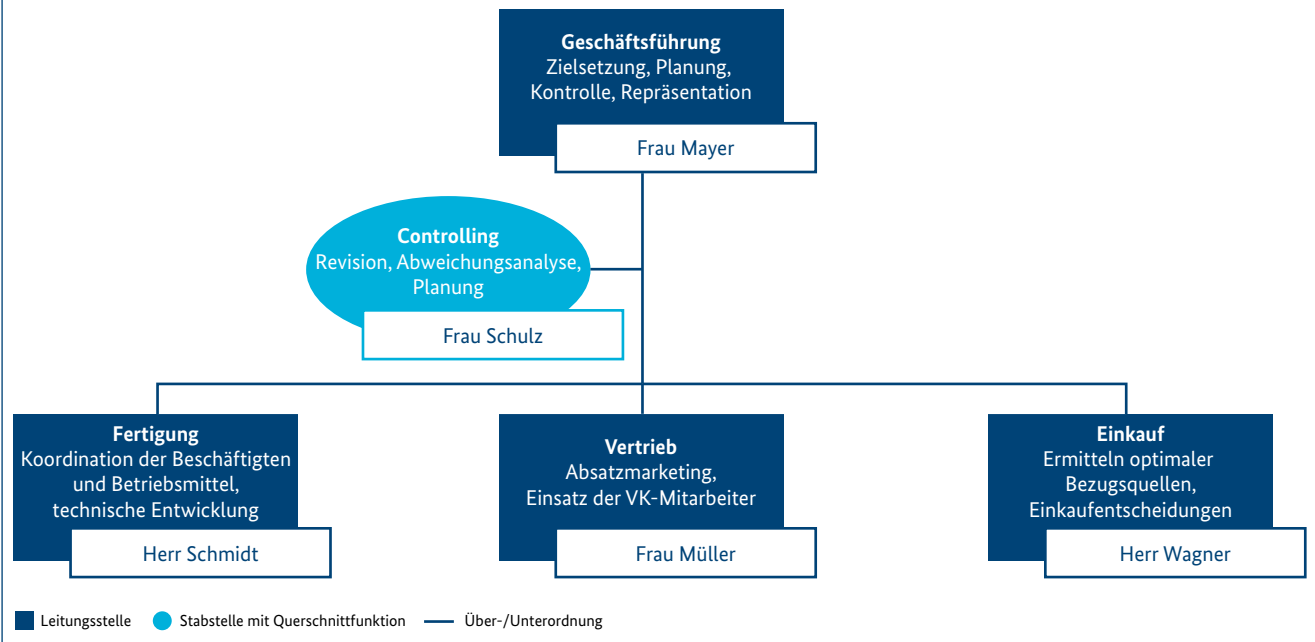 Geschäftsführung
Zielsetzung, Planung,
Kontrolle, Repräsentation
Frau Mayer
Controlling
Revision, Abweichungsanalyse,
Planung
Frau Schulz
Fertigung
Koordination der Beschäftigten
und Betriebsmittel,
technische Entwicklung
Herr Schmidt
Vertrieb
Absatzmarketing,
Einsatz der VK-Mitarbeiter
Frau Müller
Einkauf
Ermitteln optimaler
Bezugsquellen,
Einkaufentscheidungen
Herr Wagner
Leitungsstelle
Stabstelle mit Querschnittfunktion
Über-/Unterordnung